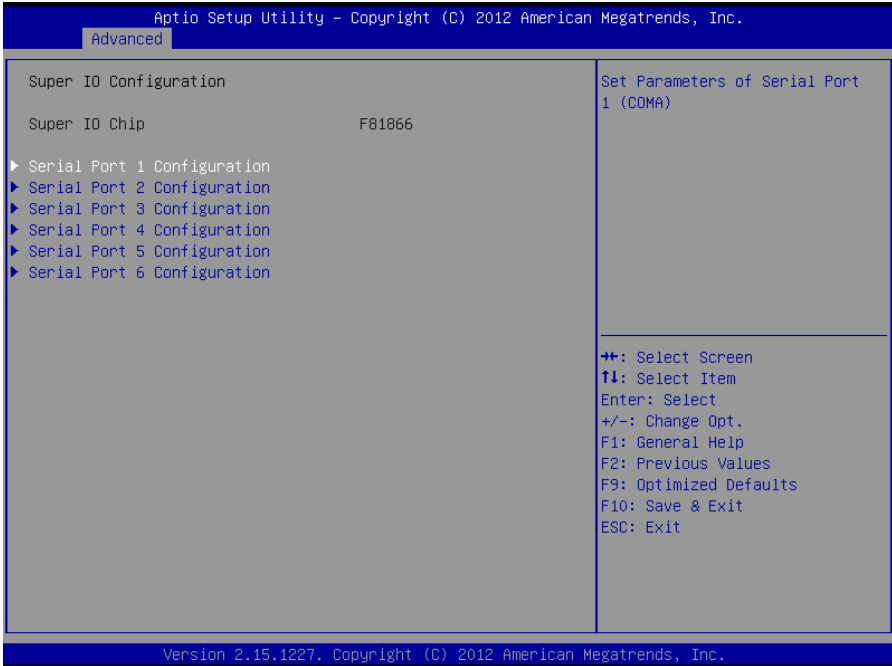 Aptio Setup Utility – Copyright (C) 2012 American Megatrends, Inc.
Advanced
Super IO Configuration
Super IO Chip F81866
Serial Port 1 Configuration
Serial Port 2 Configuration
Serial Port 3 Configuration
Serial Port 4 Configuration
Serial Port 5 Configuration
Serial Port 6 Configuration
Set Parameters of Serial Port
1 (COMA)
→←: Select Screen
↑↓: Select Item
Enter: Select
+/-: Change Opt.
F1: General Help
F2: Previous Values
F9: Optimized Defaults
F10: Save & Exit
ESC: Exit
Version 2.15.1227. Copyright (C) 2012 American Megatrends, Inc.